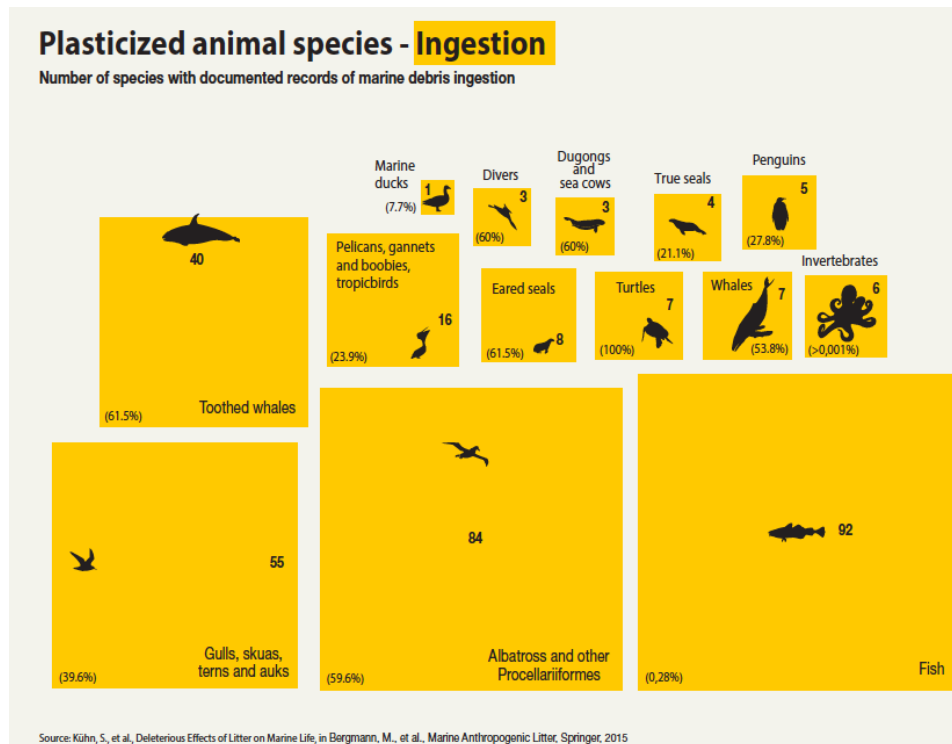 Plasticized animal species - Ingestion
Number of species with documented records of marine debris ingestion
Marine
ducks
1
(7.7%)
Divers
3
(60%)
Dugongs
and
sea cows
3
(60%)
True seals
4
(21.1%)
Penguins
5
(27.8%)
40
(61.5%)
Toothed whales
Pelicans, gannets
and boobies,
tropicbirds
16
(23.9%)
Eared seals
8
(61.5%)
Turtles
7
(100%)
Whales
7
(53.8%)
Invertebrates
6
(>0,001%)
55
Gulls, skuas,
terns and auks
(39.6%)
84
Albatross and other
Procellariiformes
(59.6%)
92
Fish
(0,28%)
Source: Kühn, S., et al., Deleterious Effects of Litter on Marine Life, in Bergmann, M., et al., Marine Anthropogenic Litter, Springer, 2015